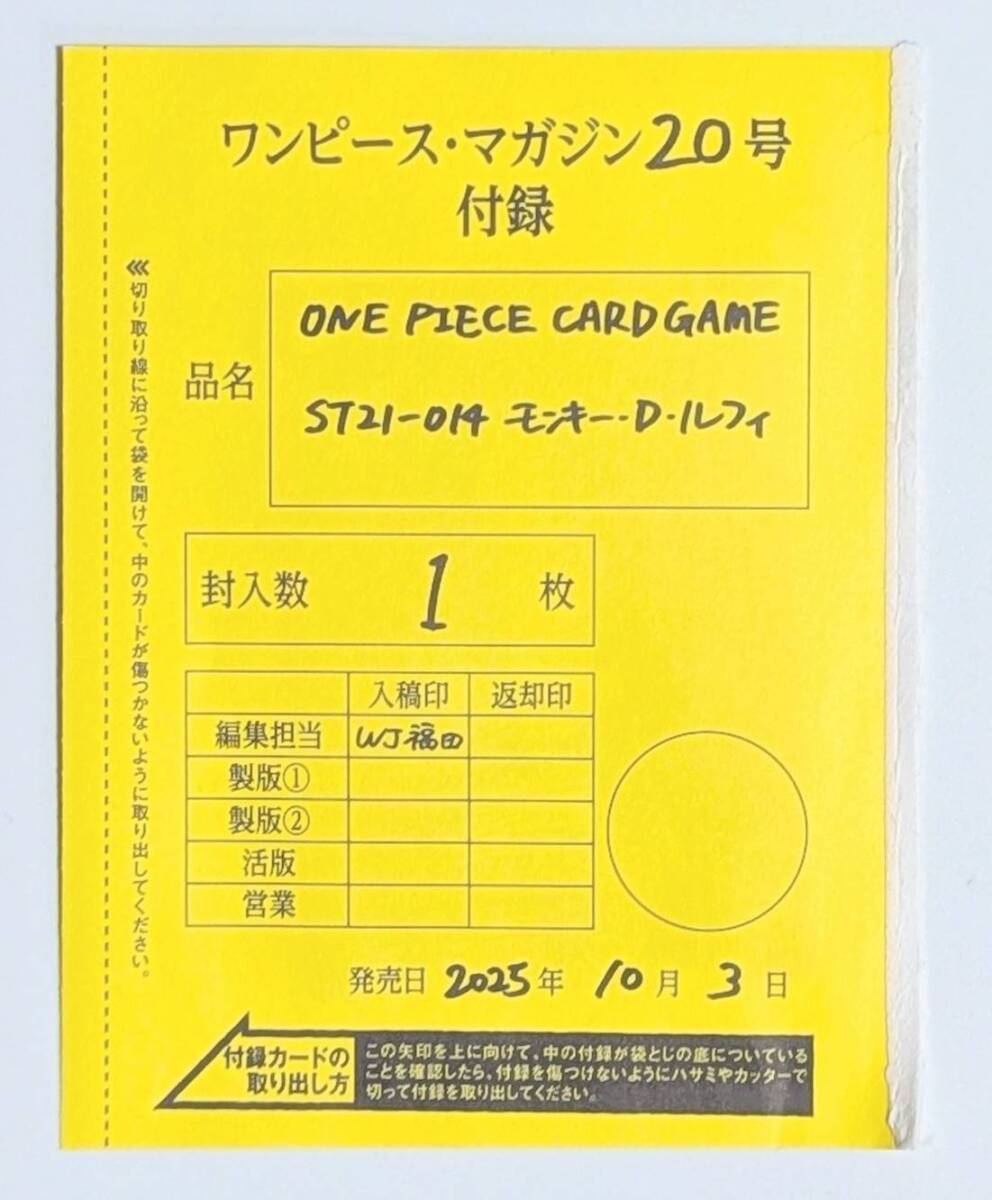 ワンピース・マガジン20号
付録
品名
ONE PIECE CARD GAME
ST21-014 モンキー・D・ルフィ
封入数 1 枚
入稿印 返却印
編集担当 WJ福田
製版①
製版②
活版
営業
発売日 2025年 10月 3日
付録カードの
取り出し方
この矢印を上に向けて、中の付録が袋とじの底についている
ことを確認したら、付録を傷つけないようにハサミやカッターで
切って付録を取り出してください。
⋘切り取り線に沿って袋を開けて、中のカードが傷つかないように取り出してください。